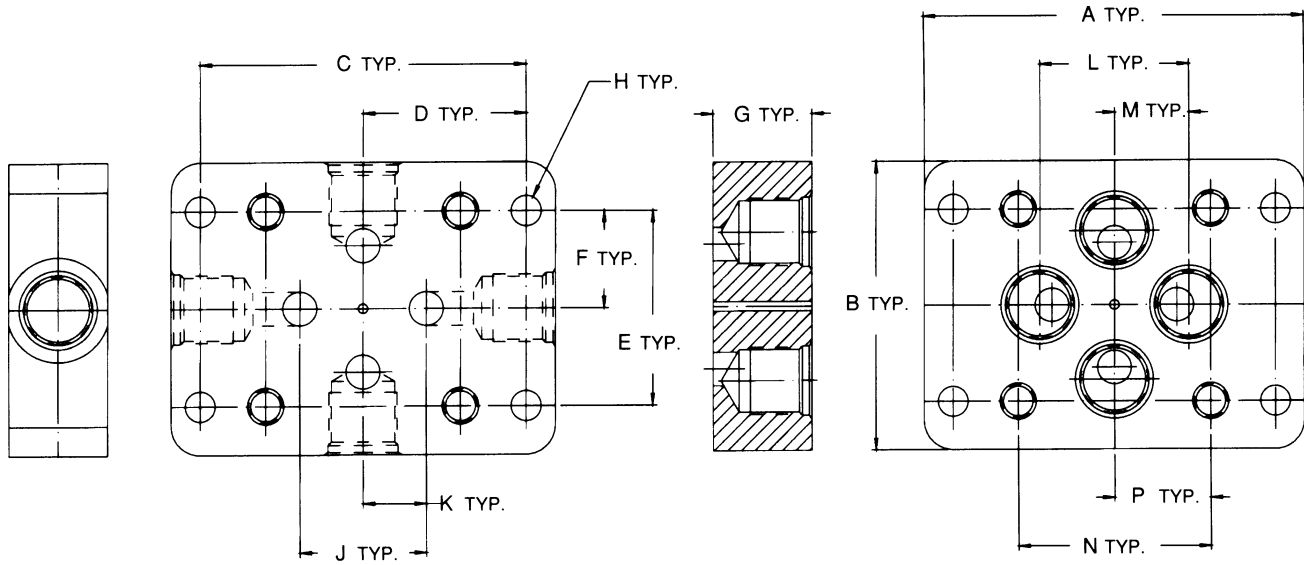 A TYP.
C TYP.
L TYP.
H TYP.
D TYP.
G TYP.
M TYP.
F TYP.
B TYP.
E TYP.
K TYP.
P TYP.
J TYP.
N TYP.